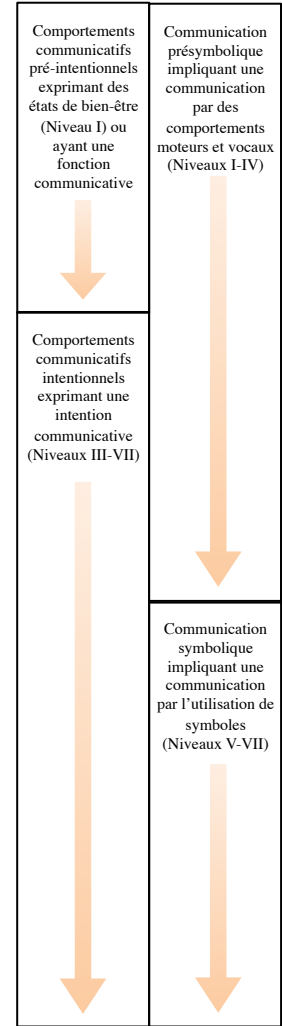 Comportements
communicatifs
pré-intentionnels
exprimant des
états de bien-être
(Niveau I) ou
ayant une
fonction
communicative
Communication
présymbolique
impliquant une
communication
par des
comportements
moteurs et vocaux
(Niveaux I-IV)
Comportements
communicatifs
intentionnels
exprimant une
intention
communicative
(Niveaux III-VII)
Communication
symbolique
impliquant une
communication
par l’utilisation de
symboles
(Niveaux V-VII)